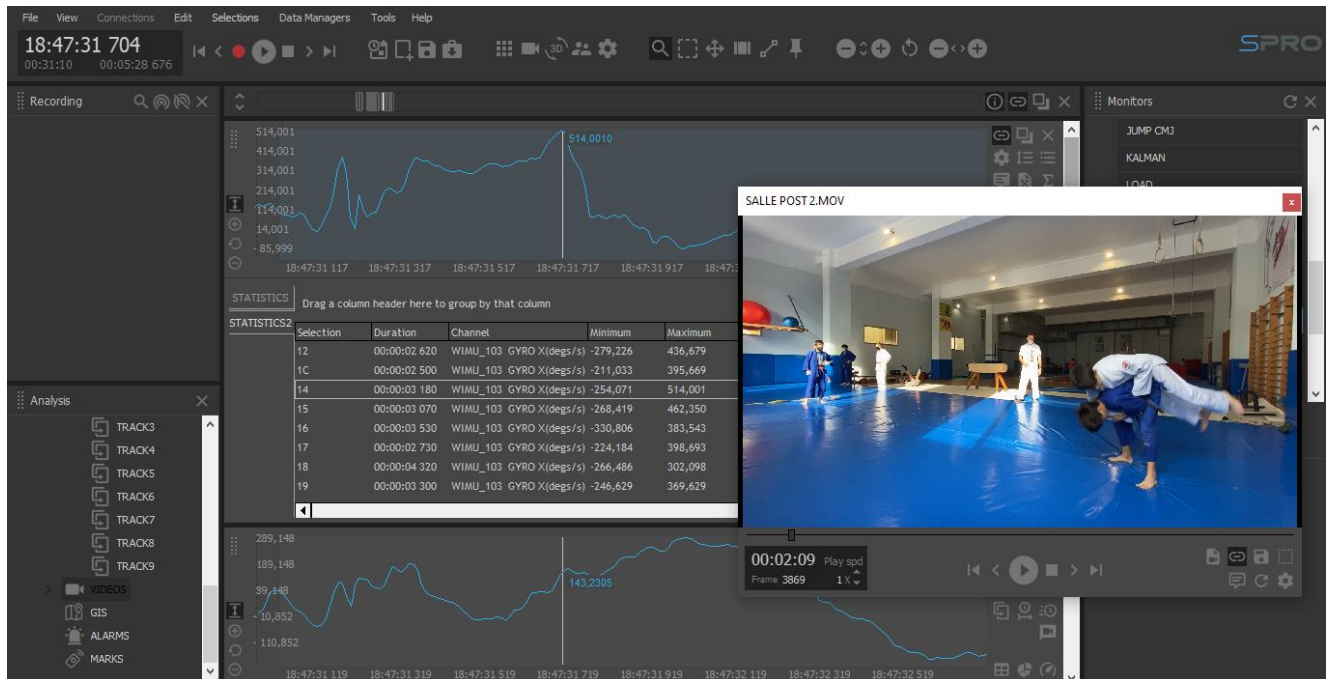 File View Connections Edit Selections Data Managers Tools Help
18:47:31 704
00:31:10 00:05:28 676
3D
SPRO
Recording
Monitors
JUMP CMJ
KALMAN
LOAD
514,001
414,001
314,001
214,001
114,001
14,001
-85,999
514,0010
18:47:31 117 18:47:31 317 18:47:31 517 18:47:31 717 18:47:31 917
STATISTICS
STATISTICS2
Drag a column header here to group by that column
Selection Duration Channel Minimum Maximum
12 00:00:02 620 WIMU_103 GYRO X(degs/s) -279,226 436,679
1C 00:00:02 500 WIMU_103 GYRO X(degs/s) -211,033 395,669
14 00:00:03 180 WIMU_103 GYRO X(degs/s) -254,071 514,001
15 00:00:03 070 WIMU_103 GYRO X(degs/s) -268,419 462,350
16 00:00:03 530 WIMU_103 GYRO X(degs/s) -330,806 383,543
17 00:00:02 730 WIMU_103 GYRO X(degs/s) -224,184 398,693
18 00:00:04 320 WIMU_103 GYRO X(degs/s) -266,486 302,098
19 00:00:03 300 WIMU_103 GYRO X(degs/s) -246,629 369,629
SALLE POST 2.MOV
x
00:02:09 Play spd
Frame 3869 1 X
Analysis
TRACK3
TRACK4
TRACK5
TRACK6
TRACK7
TRACK8
TRACK9
VIDEOS
GIS
ALARMS
MARKS
289,148
189,148
39,148
-10,852
-110,852
143,2305
18:47:31 119 18:47:31 319 18:47:31 519 18:47:31 719 18:47:31 919 18:47:32 119 18:47:32 319 18:47:32 519